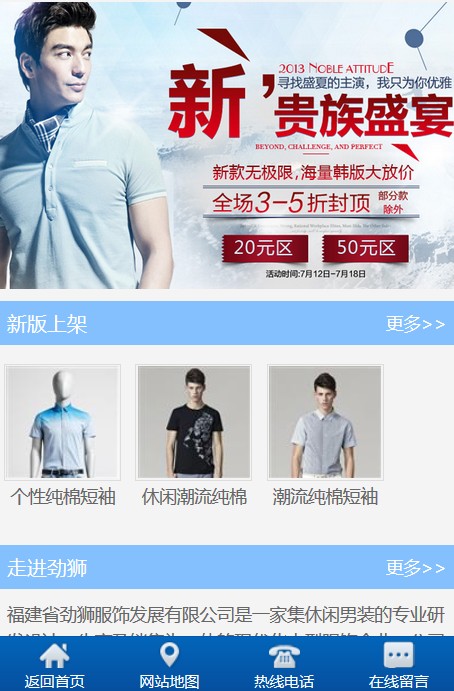 2013 NOBLE ATTITUDE
寻找盛夏的主演，我只为你优雅
新,贵族盛宴
BEYOND, CHALLENGE, AND PERFECT
新款无极限,海量韩版大放价
全场3-5折封顶 部分款除外
20元区 50元区
活动时间:7月12日-7月18日
新版上架 更多>>
个性纯棉短袖 休闲潮流纯棉 潮流纯棉短袖
走进劲狮 更多>>
福建省劲狮服饰发展有限公司是一家集休闲男装的专业研
返回首页 网站地图 热线电话 在线留言